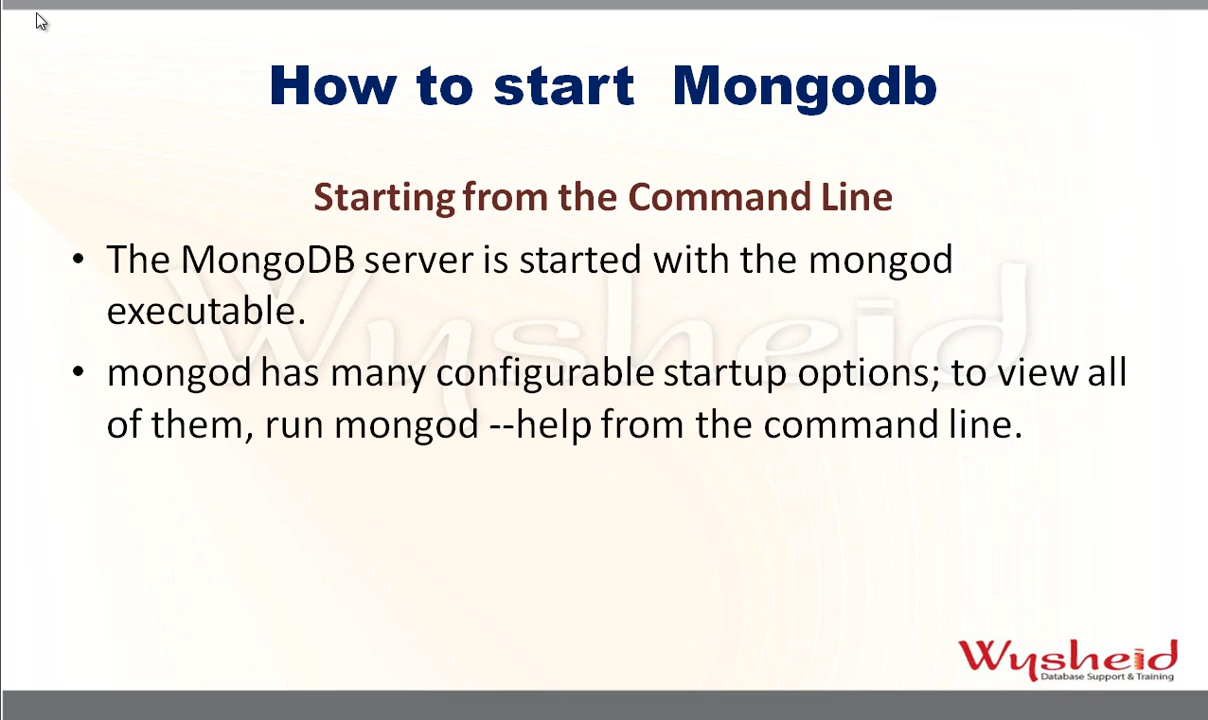 How to start  Mongodb
Starting from the Command Line
• The MongoDB server is started with the mongod
executable.
Wysheid
• mongod has many configurable startup options; to view all
of them, run mongod --help from the command line.
Wysheid
Database Support & Training